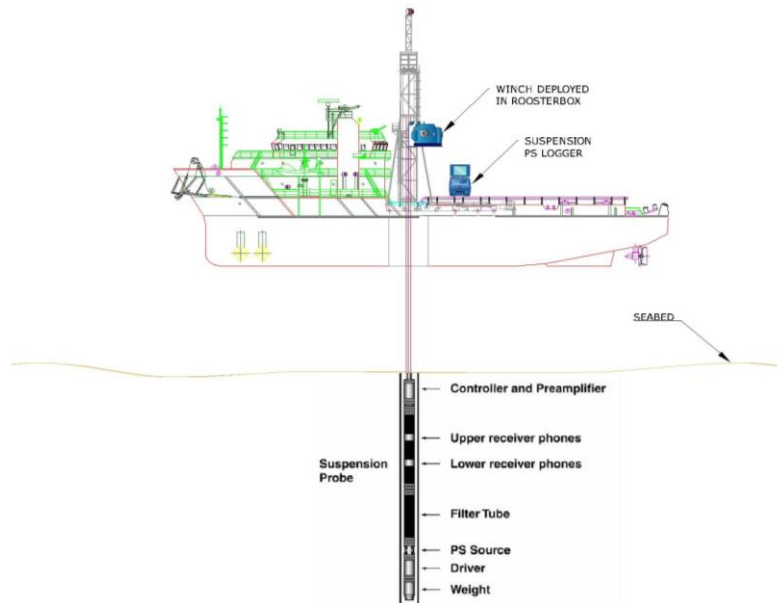 WINCH DEPLOYED
IN ROOSTERBOX
SUSPENSION
PS LOGGER
SEABED
Controller and Preamplifier
Upper receiver phones
Lower receiver phones
Suspension
Probe
Filter Tube
PS Source
Driver
Weight